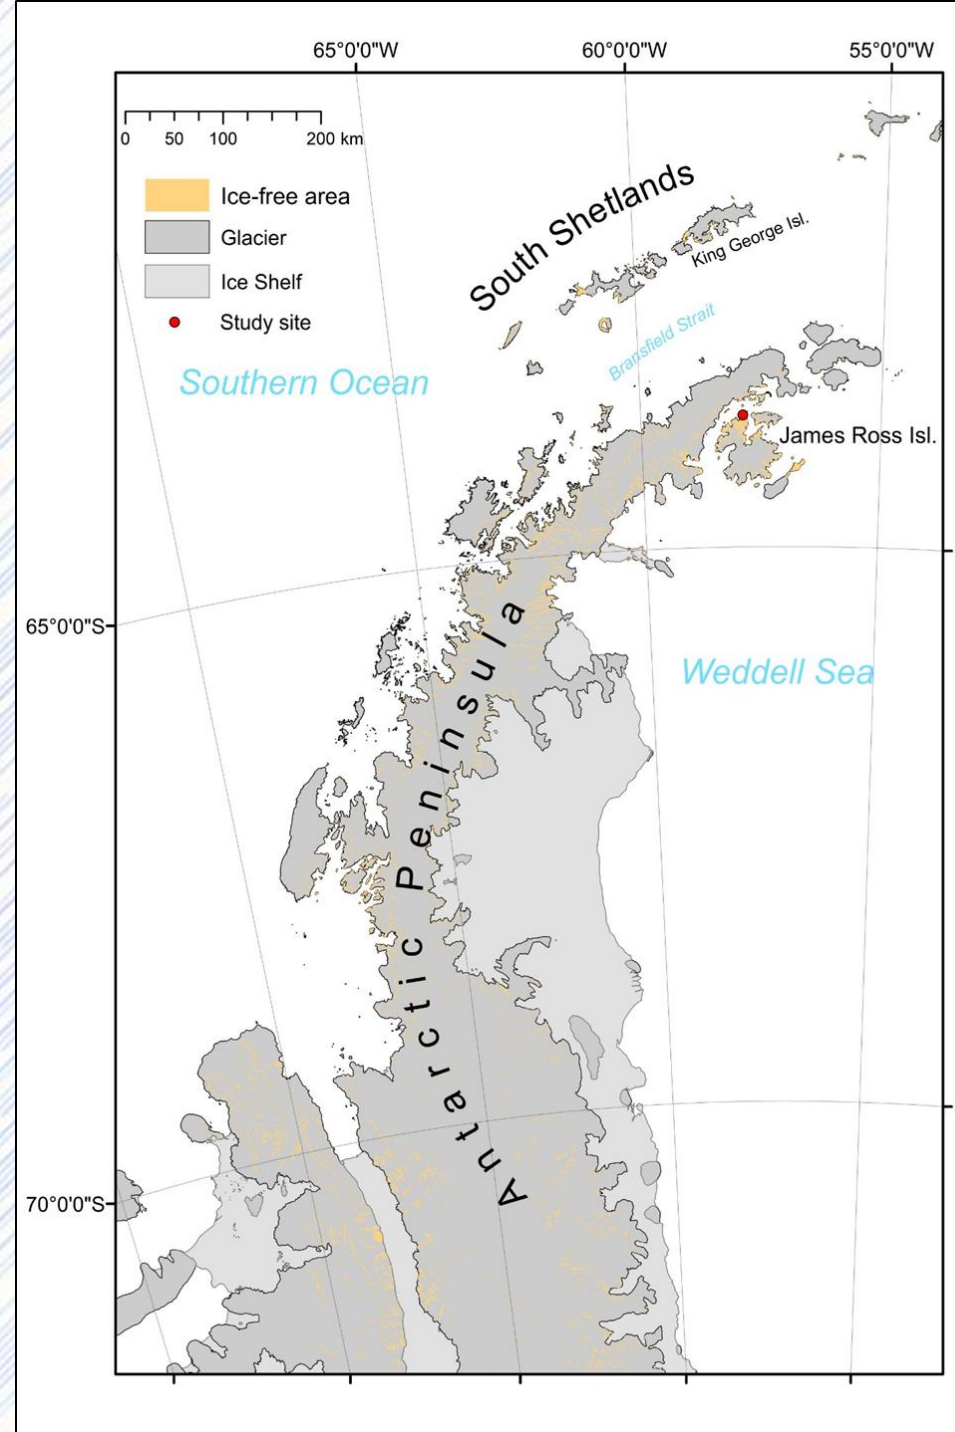 65°0'0"W
60°0'0"W
55°0'0"W
0 50 100 200 km
Ice-free area
Glacier
Ice Shelf
Study site
South Shetlands
King George Isl.
Bransfield Strait
Southern Ocean
James Ross Isl.
65°0'0"S
Weddell Sea
Antarctic Peninsula
70°0'0"S